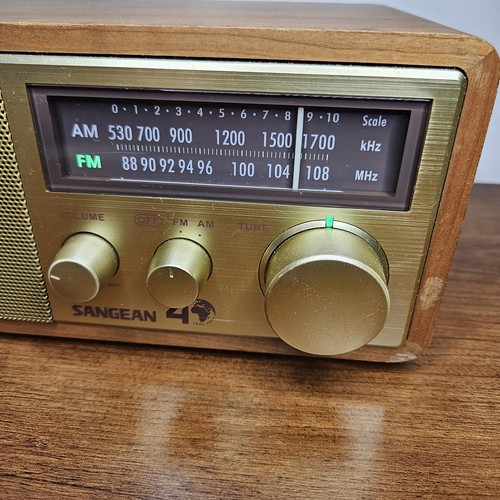 0 · 1 · 2 · 3 · 4 · 5 · 6 · 7 · 8 9 · 10 Scale
AM 530 700 900 1200 1500 1700 kHz
FM 88 90 92 94 96 100 104 108 MHz
VOLUME OFF FM AM TUNE
SANGEAN 40